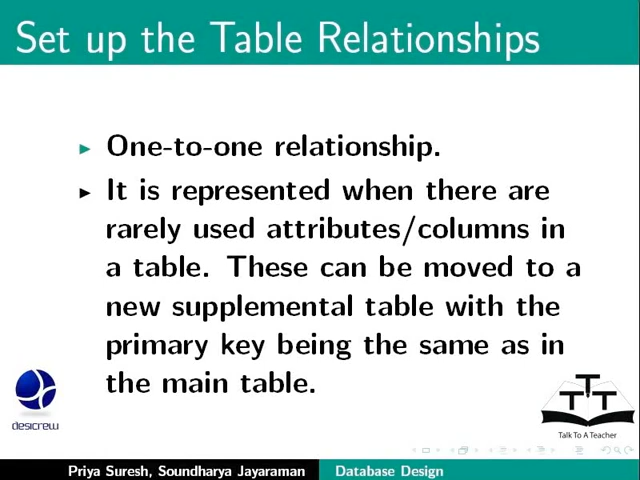 Set up the Table Relationships
One-to-one relationship.
It is represented when there are
rarely used attributes/columns in
a table. These can be moved to a
new supplemental table with the
primary key being the same as in
the main table.
desicrew
TTT
Talk To A Teacher
Priya Suresh, Soundharya Jayaraman Database Design